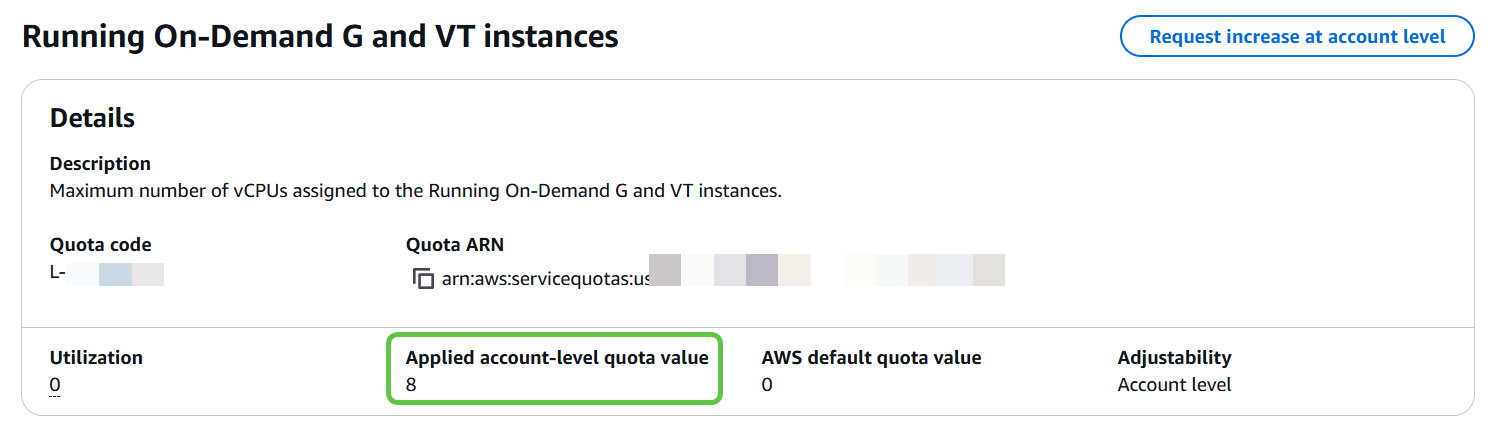 Running On-Demand G and VT instances
Request increase at account level
Details
Description
Maximum number of vCPUs assigned to the Running On-Demand G and VT instances.
Quota code
Quota ARN
L-
arn:aws:servicequotas:us
Utilization
Applied account-level quota value
AWS default quota value
Adjustability
0
8
0
Account level